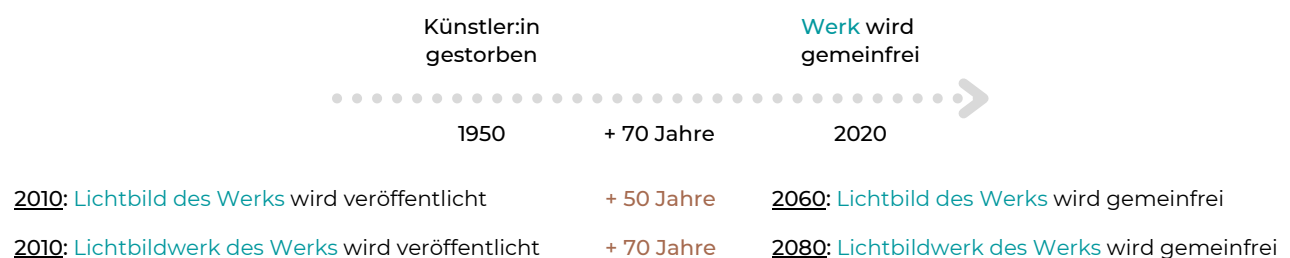 Künstler:in
gestorben
Werk wird
gemeinfrei
1950 + 70 Jahre 2020
2010: Lichtbild des Werks wird veröffentlicht + 50 Jahre 2060: Lichtbild des Werks wird gemeinfrei
2010: Lichtbildwerk des Werks wird veröffentlicht + 70 Jahre 2080: Lichtbildwerk des Werks wird gemeinfrei